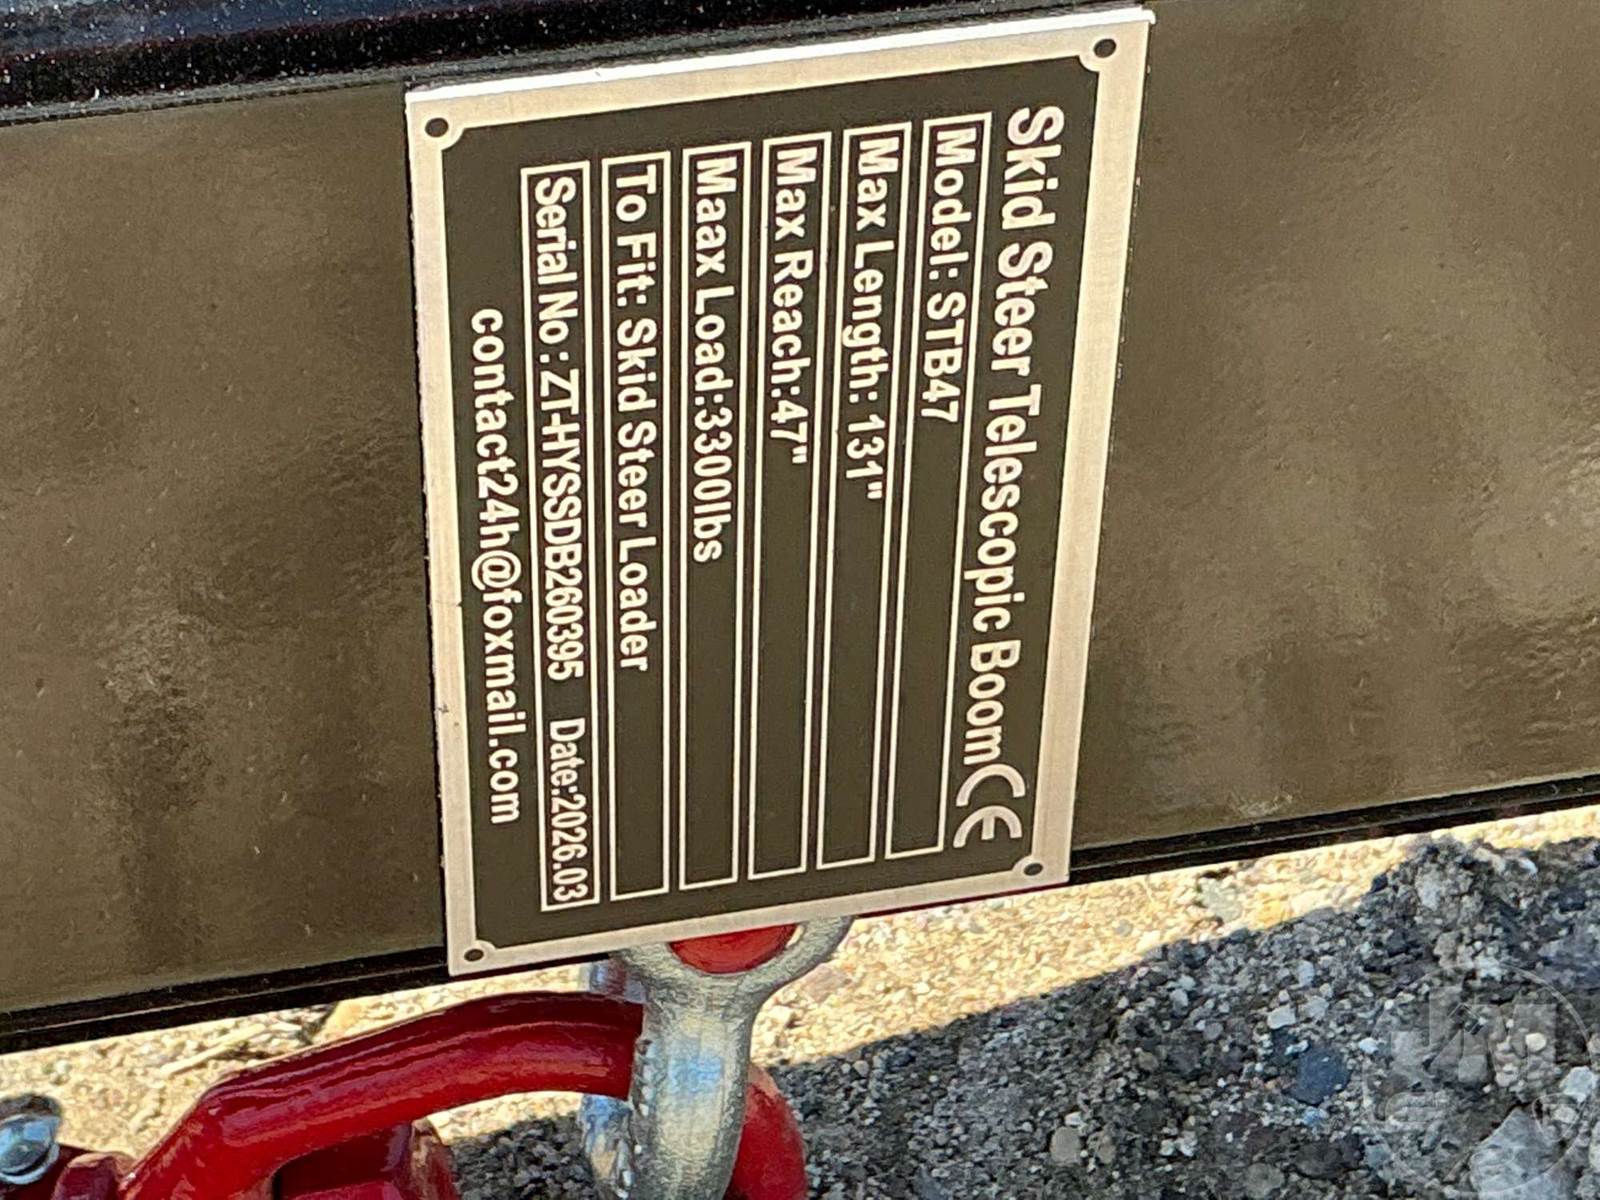 Skid Steer Telescopic Boom CE
Model: STB47
Max Length: 131"
Max Reach:47"
Maax Load:3300lbs
To Fit: Skid Steer Loader
Serial No: ZT-HYSSDB260395 Date:2026.03
contact24h@foxmail.com